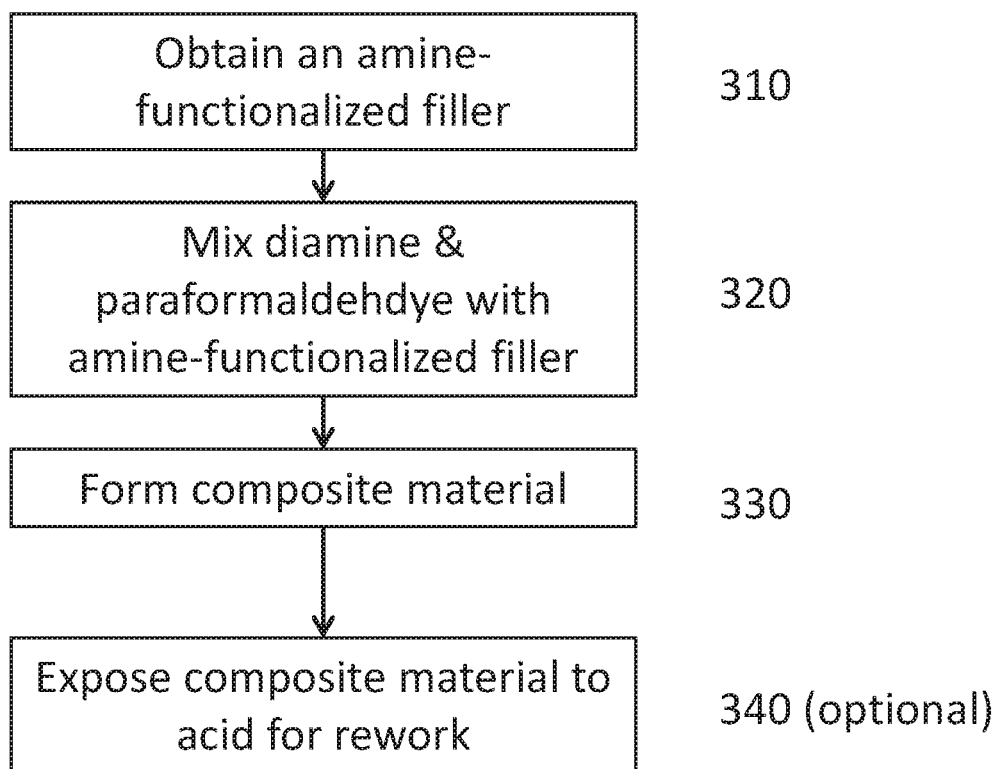 Obtain an amine-
functionalized filler
310
Mix diamine &
paraformaldehdye with
amine-functionalized filler
320
Form composite material
330
Expose composite material to
acid for rework
340 (optional)